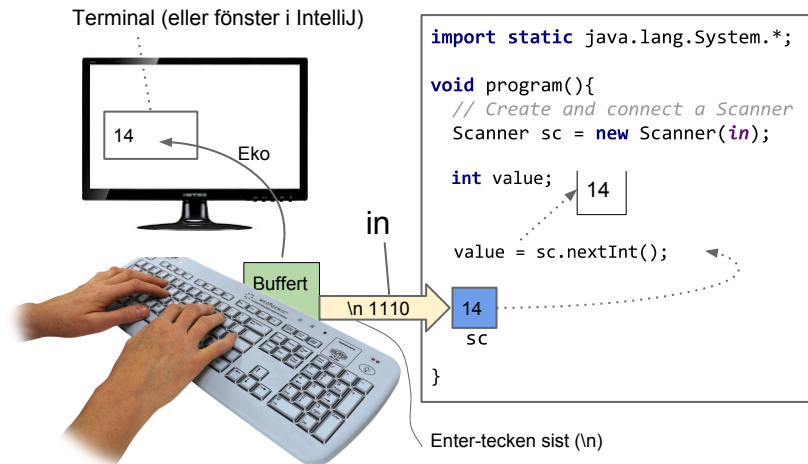 Terminal (eller fönster i IntelliJ)
14
Eko
Buffert
in
\n 1110
import static java.lang.System.*;
void program(){
// Create and connect a Scanner
Scanner sc = new Scanner(in);
int value;
14
value = sc.nextInt();
14
sc
}
Enter-tecken sist (\n)